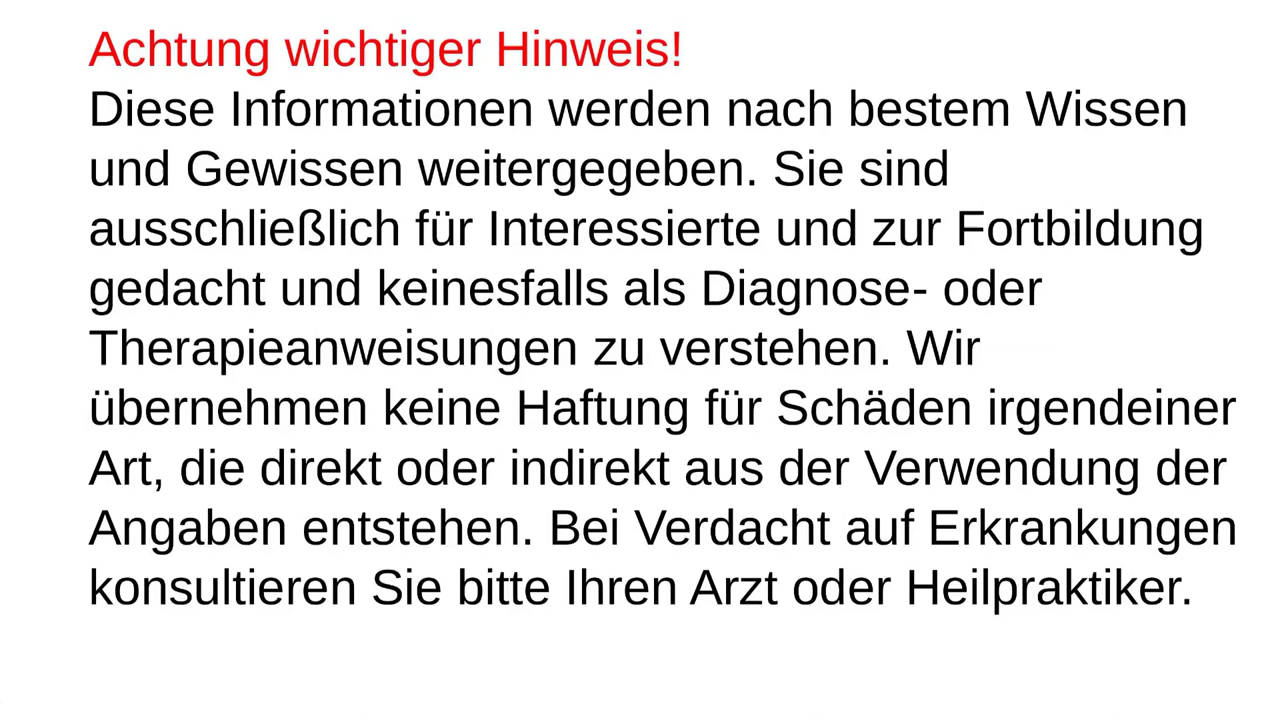 Achtung wichtiger Hinweis!
Diese Informationen werden nach bestem Wissen
und Gewissen weitergegeben. Sie sind
ausschließlich für Interessierte und zur Fortbildung
gedacht und keinesfalls als Diagnose- oder
Therapieanweisungen zu verstehen. Wir
übernehmen keine Haftung für Schäden irgendeiner
Art, die direkt oder indirekt aus der Verwendung der
Angaben entstehen. Bei Verdacht auf Erkrankungen
konsultieren Sie bitte Ihren Arzt oder Heilpraktiker.